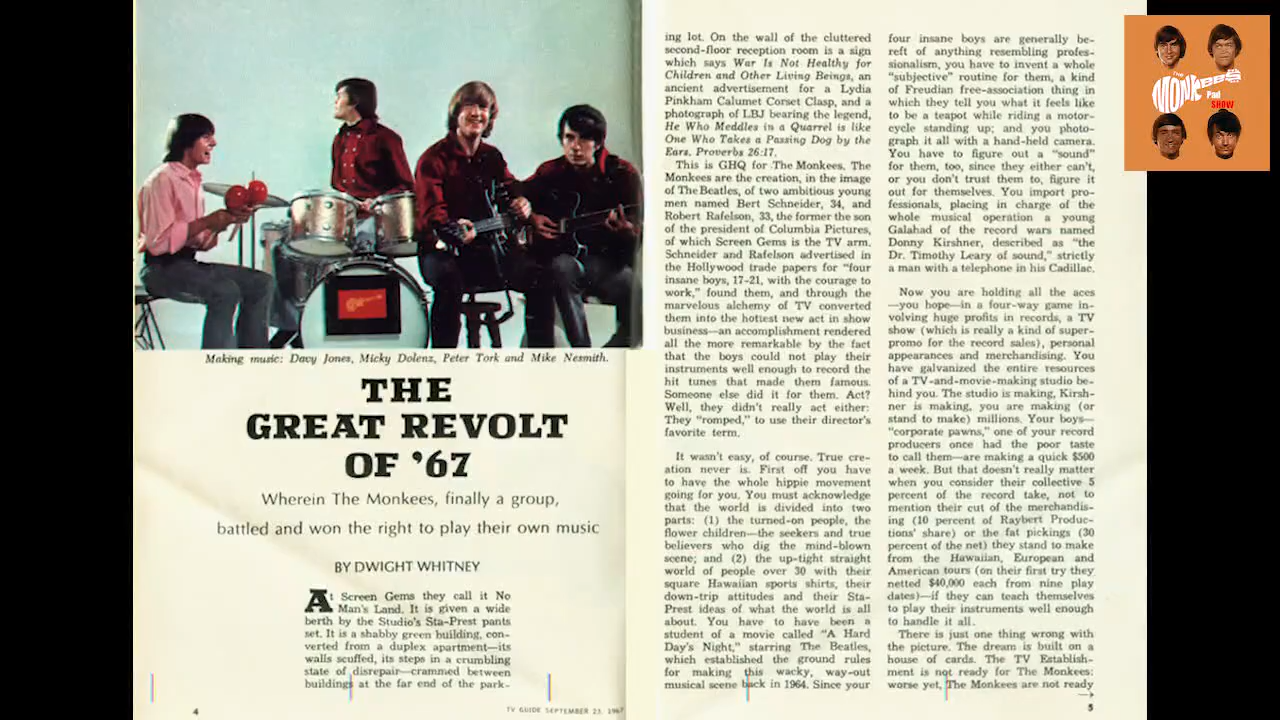 Making music: Davy Jones, Micky Dolenz, Peter Tork and Mike Nesmith.
THE
GREAT REVOLT
OF '67
Wherein The Monkees, finally a group,
battled and won the right to play their own music
BY DWIGHT WHITNEY
At Screen Gems they call it No
Man's Land. It is given a wide
berth by the Studio's Sta-Prest pants
set. It is a shabby green building, con-
verted from a duplex apartment—its
walls scuffed, its steps in a crumbling
state of disrepair—crammed between
buildings at the far end of the park-
4
TV GUIDE SEPTEMBER 23, 1967
ing lot. On the wall of the cluttered
second-floor reception room is a sign
which says War Is Not Healthy for
Children and Other Living Beings, an
ancient advertisement for a Lydia
Pinkham Calumet Corset Clasp, and a
photograph of LBJ bearing the legend,
He Who Meddles in a Quarrel is like
One Who Takes a Passing Dog by the
Ears. Proverbs 26:17.
This is GHQ for The Monkees. The
Monkees are the creation, in the image
of The Beatles, of two ambitious young
men named Bert Schneider, 34, and
Robert Rafelson, 33, the former the son
of the president of Columbia Pictures,
of which Screen Gems is the TV arm.
Schneider and Rafelson advertised in
the Hollywood trade papers for "four
insane boys, 17-21, with the courage to
work," found them, and through the
marvelous alchemy of TV converted
them into the hottest new act in show
business—an accomplishment rendered
all the more remarkable by the fact
that the boys could not play their
instruments well enough to record the
hit tunes that made them famous.
Someone else did it for them. Act?
Well, they didn't really act either:
They "romped," to use their director's
favorite term.
It wasn't easy, of course. True cre-
ation never is. First off you have
to have the whole hippie movement
going for you. You must acknowledge
that the world is divided into two
parts: (1) the turned-on people, the
flower children—the seekers and true
believers who dig the mind-blown
scene; and (2) the up-tight straight
world of people over 30 with their
square Hawaiian sports shirts, their
down-trip attitudes and their Sta-
Prest ideas of what the world is all
about. You have to have been a
student of a movie called "A Hard
Day's Night," starring The Beatles,
which established the ground rules
for making this wacky, way-out
musical scene back in 1964. Since your
four insane boys are generally be-
reft of anything resembling profes-
sionalism, you have to invent a whole
"subjective" routine for them, a kind
of Freudian free-association thing in
which they tell you what it feels like
to be a teapot while riding a motor-
cycle standing up; and you photo-
graph it all with a hand-held camera.
You have to figure out a "sound"
for them, too, since they either can't,
or you don't trust them to, figure it
out for themselves. You import pro-
fessionals, placing in charge of the
whole musical operation a young
Galahad of the record wars named
Donny Kirshner, described as "the
Dr. Timothy Leary of sound," strictly
a man with a telephone in his Cadillac.
Now you are holding all the aces
—you hope—in a four-way game in-
volving huge profits in records, a TV
show (which is really a kind of super-
promo for the record sales), personal
appearances and merchandising. You
have galvanized the entire resources
of a TV-and-movie-making studio be-
hind you. The studio is making, Kirsh-
ner is making, you are making (or
stand to make) millions. Your boys—
"corporate pawns," one of your record
producers once had the poor taste
to call them—are making a quick $500
a week. But that doesn't really matter
when you consider their collective 5
percent of the record take, not to
mention their cut of the merchandis-
ing (10 percent of Raybert Produc-
tions' share) or the fat pickings (30
percent of the net) they stand to make
from the Hawaiian, European and
American tours (on their first try they
netted $40,000 each from nine play
dates)—if they can teach themselves
to play their instruments well enough
to handle it all.
There is just one thing wrong with
the picture. The dream is built on a
house of cards. The TV Establish-
ment is not ready for The Monkees:
worse yet, The Monkees are not ready
→
5
THE
MONKEES
Pad
SHOW